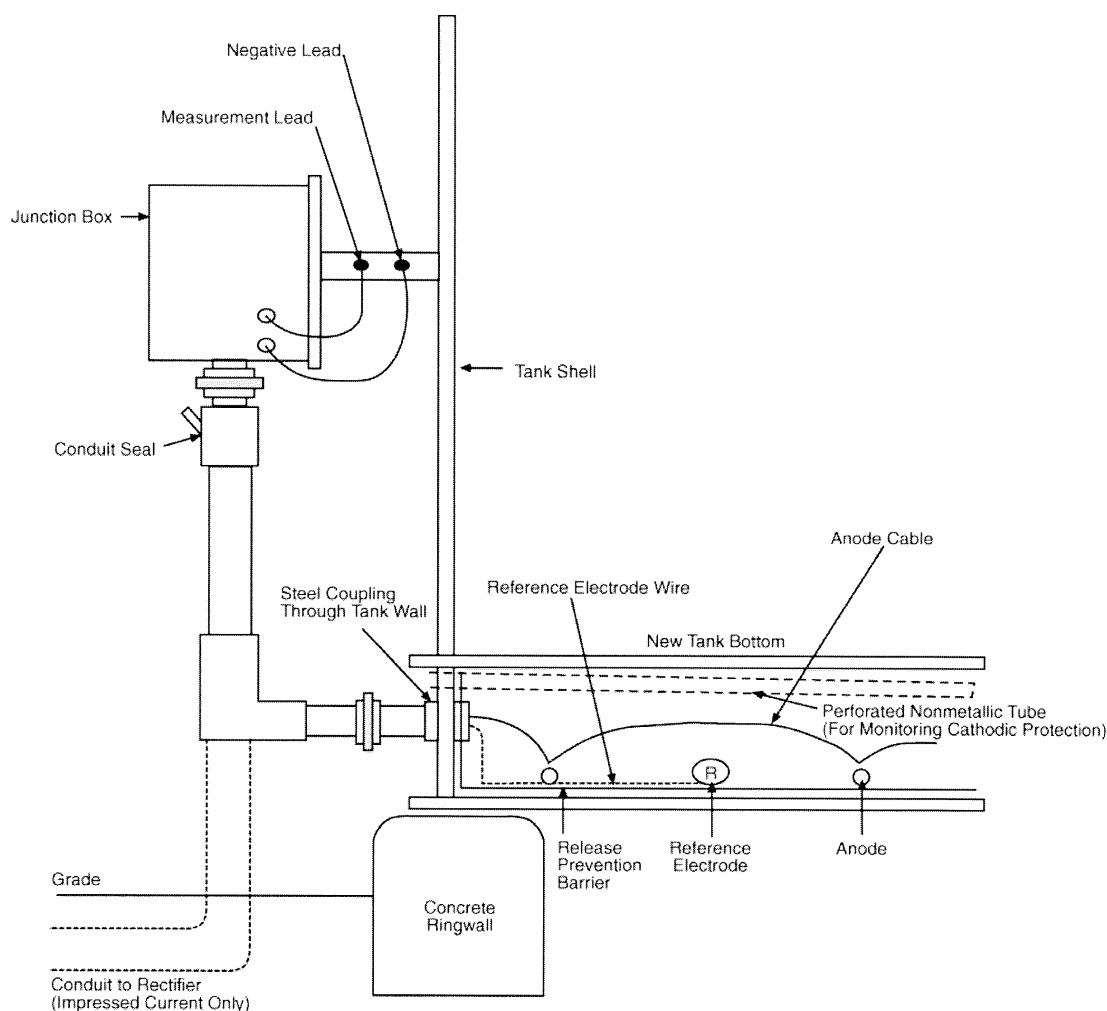 Negative Lead
Measurement Lead
Junction Box
Tank Shell
Conduit Seal
Anode Cable
Reference Electrode Wire
Steel Coupling
Through Tank Wall
New Tank Bottom
Perforated Nonmetallic Tube
(For Monitoring Cathodic Protection)
R
Release
Prevention
Barrier
Reference
Electrode
Anode
Grade
Concrete
Ringwall
Conduit to Rectifier
(Impressed Current Only)